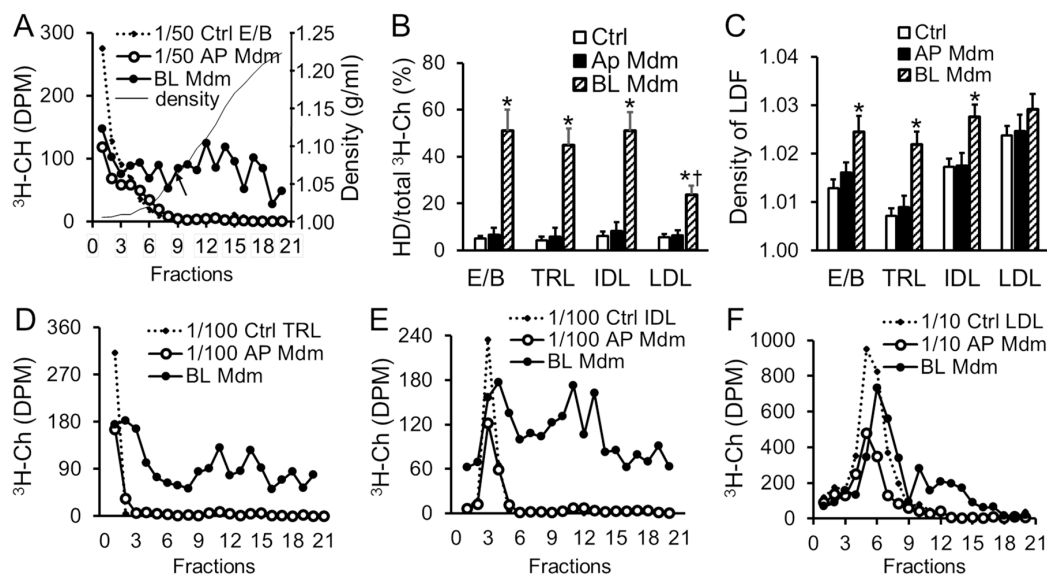 A
1/50 Ctrl E/B
1/50 AP Mdm
BL Mdm
density
³H-CH (DPM)
300
200
100
0
Density (g/ml)
1.25
1.20
1.15
1.10
1.05
1.00
0 3 6 9 12 15 18 21
Fractions
B
Ctrl
Ap Mdm
BL Mdm
HD/total ³H-Ch (%)
80
60
40
20
0
* * * *†
E/B TRL IDL LDL
C
Ctrl
AP Mdm
BL Mdm
Density of LDF
1.04
1.03
1.02
1.01
1.00
* * *
E/B TRL IDL LDL
D
1/100 Ctrl TRL
1/100 AP Mdm
BL Mdm
³H-Ch (DPM)
360
270
180
90
0
0 3 6 9 12 15 18 21
Fractions
E
1/100 Ctrl IDL
1/100 AP Mdm
BL Mdm
³H-Ch (DPM)
240
180
120
60
0
0 3 6 9 12 15 18 21
Fractions
F
1/10 Ctrl LDL
1/10 AP Mdm
BL Mdm
³H-Ch (DPM)
1000
800
600
400
200
0
0 3 6 9 12 15 18 21
Fractions